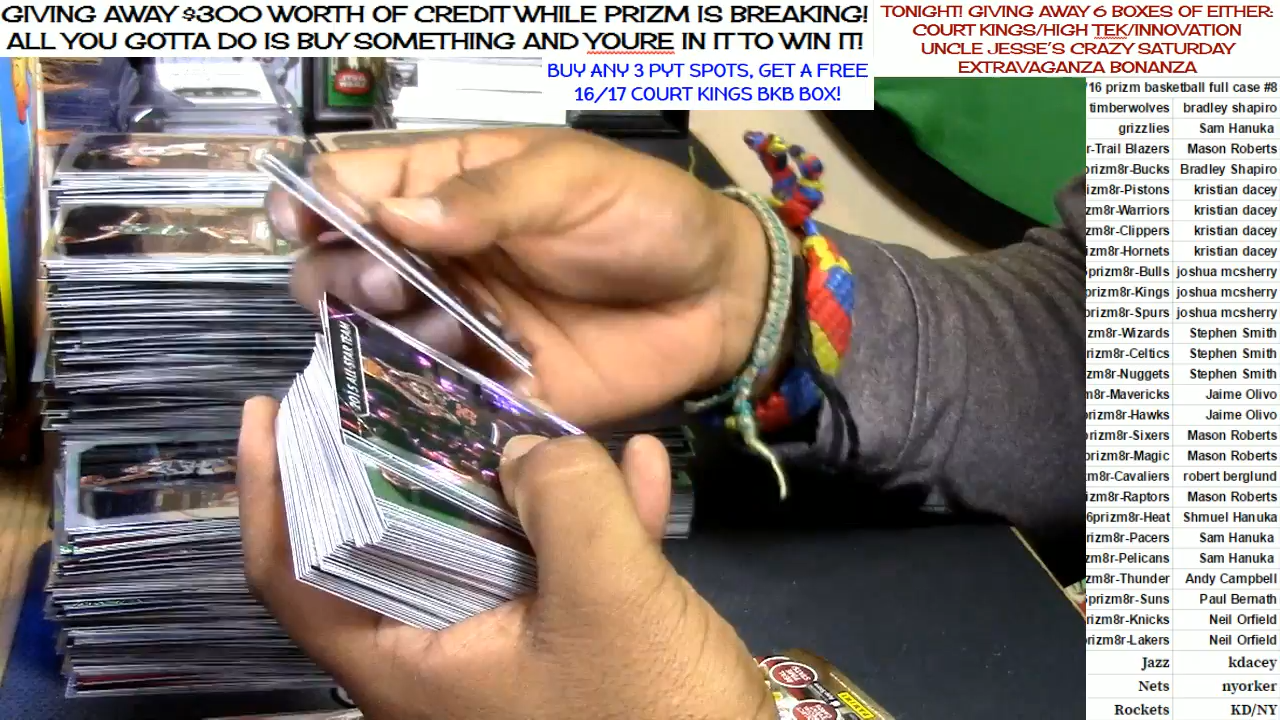 GIVING AWAY $300 WORTH OF CREDIT WHILE PRIZM IS BREAKING!
ALL YOU GOTTA DO IS BUY SOMETHING AND YOURE IN IT TO WIN IT!
BUY ANY 3 PYT SPOTS, GET A FREE
16/17 COURT KINGS BKB BOX!
TONIGHT! GIVING AWAY 6 BOXES OF EITHER:
COURT KINGS/HIGH TEK/INNOVATION
UNCLE JESSE'S CRAZY SATURDAY
EXTRAVAGANZA BONANZA
/16 prizm basketball full case #8
timberwolves bradley shapiro
grizzlies Sam Hanuka
r-Trail Blazers Mason Roberts
prizm8r-Bucks Bradley Shapiro
rizm8r-Pistons kristian dacey
zm8r-Warriors kristian dacey
zm8r-Clippers kristian dacey
izm8r-Hornets kristian dacey
prizm8r-Bulls joshua mcsherry
prizm8r-Kings joshua mcsherry
prizm8r-Spurs joshua mcsherry
zm8r-Wizards Stephen Smith
izm8r-Celtics Stephen Smith
zm8r-Nuggets Stephen Smith
m8r-Mavericks Jaime Olivo
rizm8r-Hawks Jaime Olivo
rizm8r-Sixers Mason Roberts
rizm8r-Magic Mason Roberts
m8r-Cavaliers robert berglund
izm8r-Raptors Mason Roberts
6prizm8r-Heat Shmuel Hanuka
izm8r-Pacers Sam Hanuka
zm8r-Pelicans Sam Hanuka
zm8r-Thunder Andy Campbell
prizm8r-Suns Paul Bernath
rizm8r-Knicks Neil Orfield
rizm8r-Lakers Neil Orfield
Jazz kdacey
Nets nyorker
Rockets KD/NY
2015 ALL-STAR TEAM